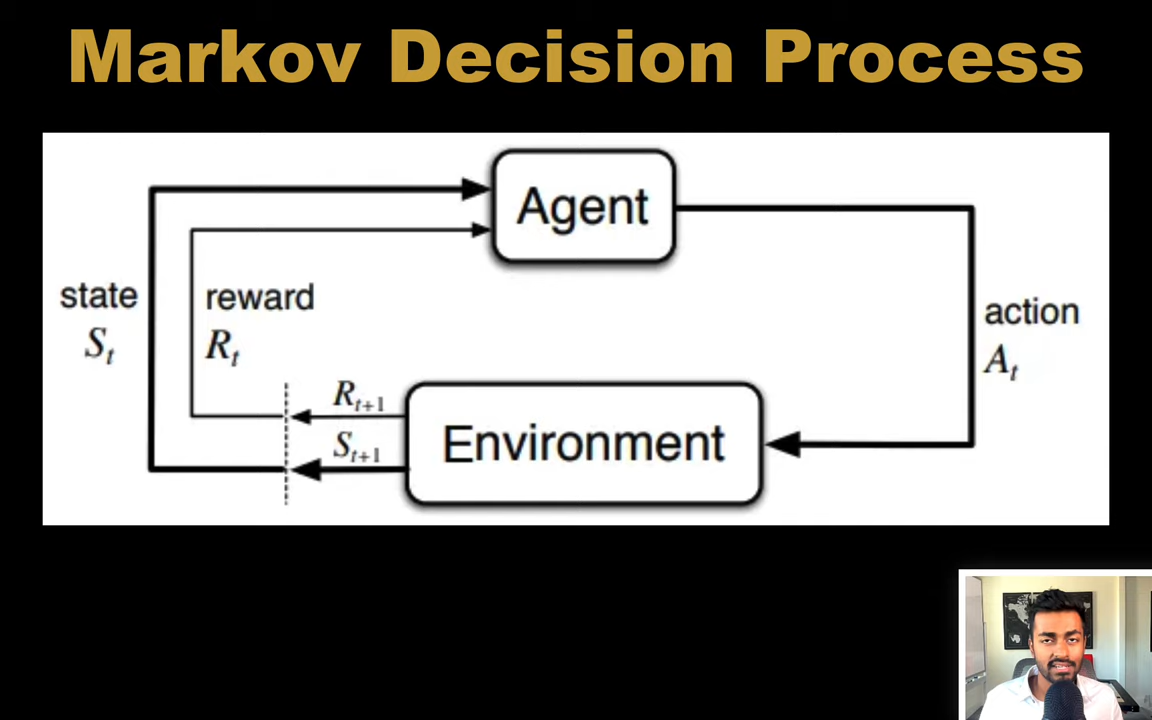 Markov Decision Process
Agent
state
S_t
reward
R_t
action
A_t
R_{t+1}
S_{t+1}
Environment